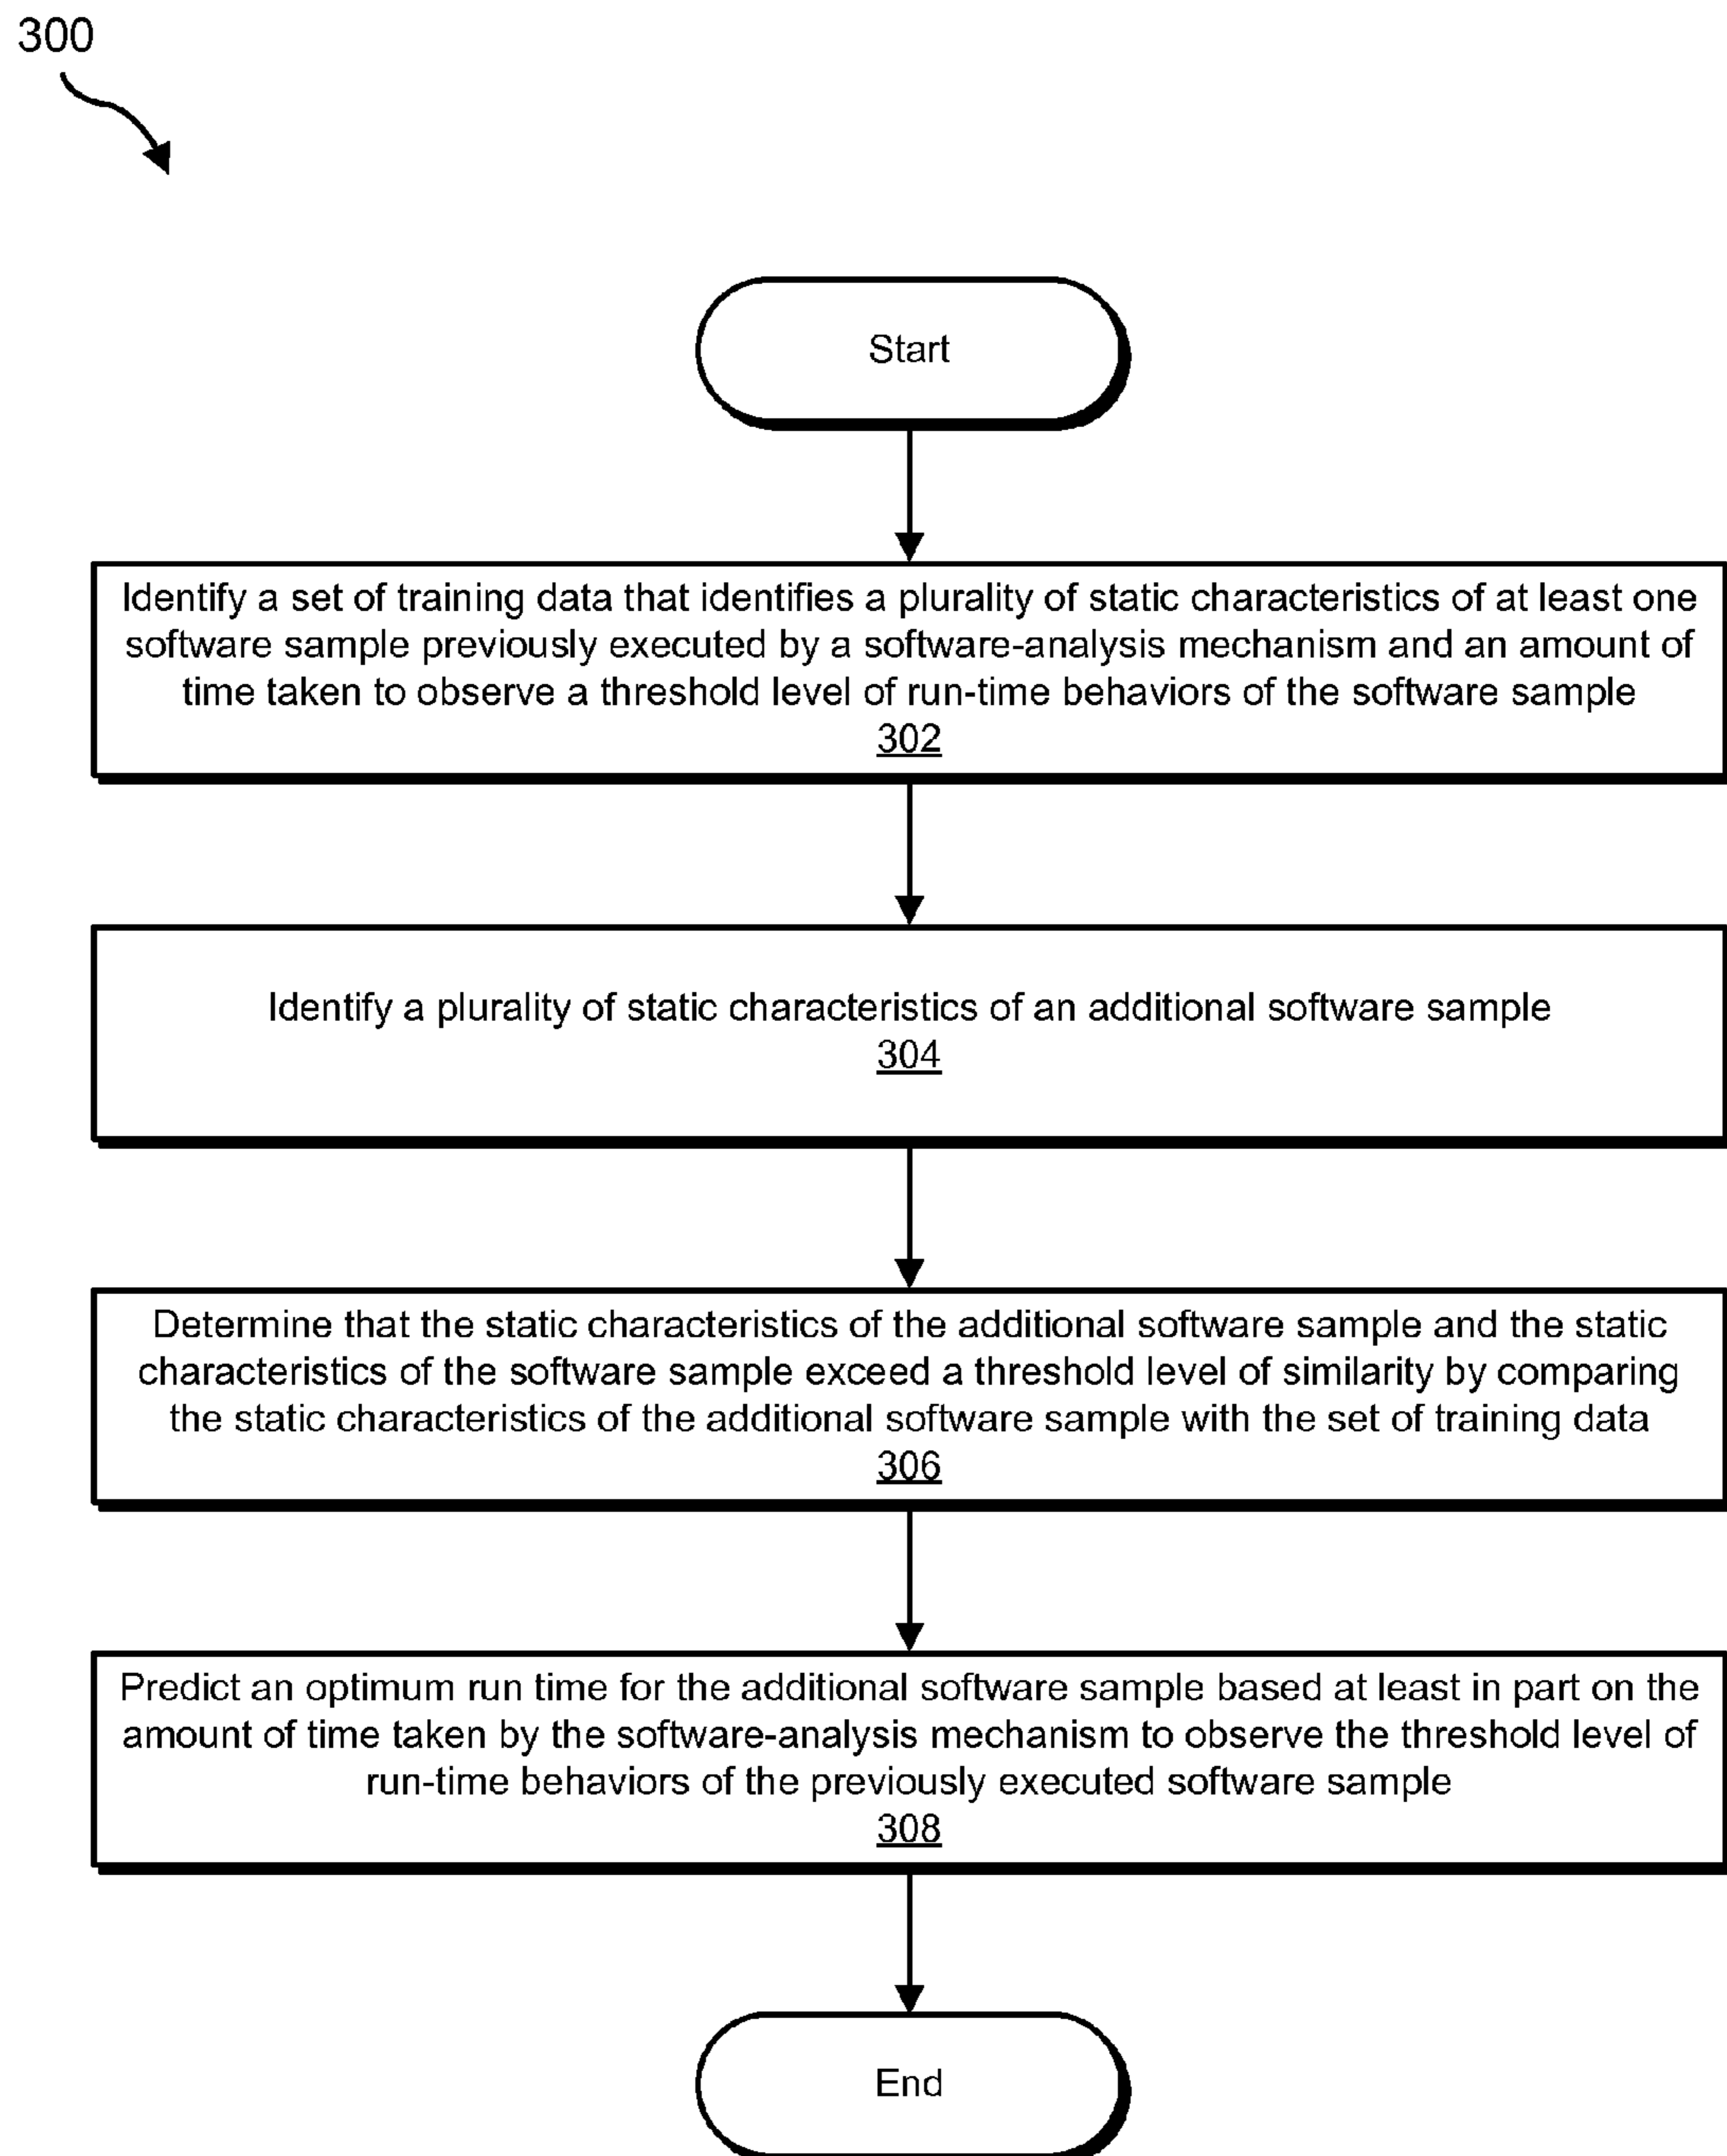 300
Start
Identify a set of training data that identifies a plurality of static characteristics of at least one
software sample previously executed by a software-analysis mechanism and an amount of
time taken to observe a threshold level of run-time behaviors of the software sample
302
Identify a plurality of static characteristics of an additional software sample
304
Determine that the static characteristics of the additional software sample and the static
characteristics of the software sample exceed a threshold level of similarity by comparing
the static characteristics of the additional software sample with the set of training data
306
Predict an optimum run time for the additional software sample based at least in part on the
amount of time taken by the software-analysis mechanism to observe the threshold level of
run-time behaviors of the previously executed software sample
308
End